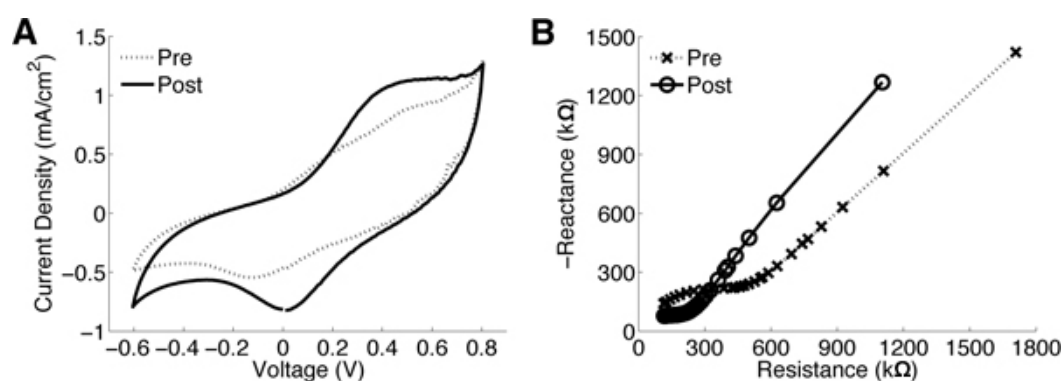 A
Current Density (mA/cm²)
1.5
1
0.5
0
−0.5
−1
Pre
Post
−0.6 −0.4 −0.2 0 0.2 0.4 0.6 0.8
Voltage (V)
B
−Reactance (kΩ)
1500
1200
900
600
300
0
Pre
Post
0 300 600 900 1200 1500 1800
Resistance (kΩ)